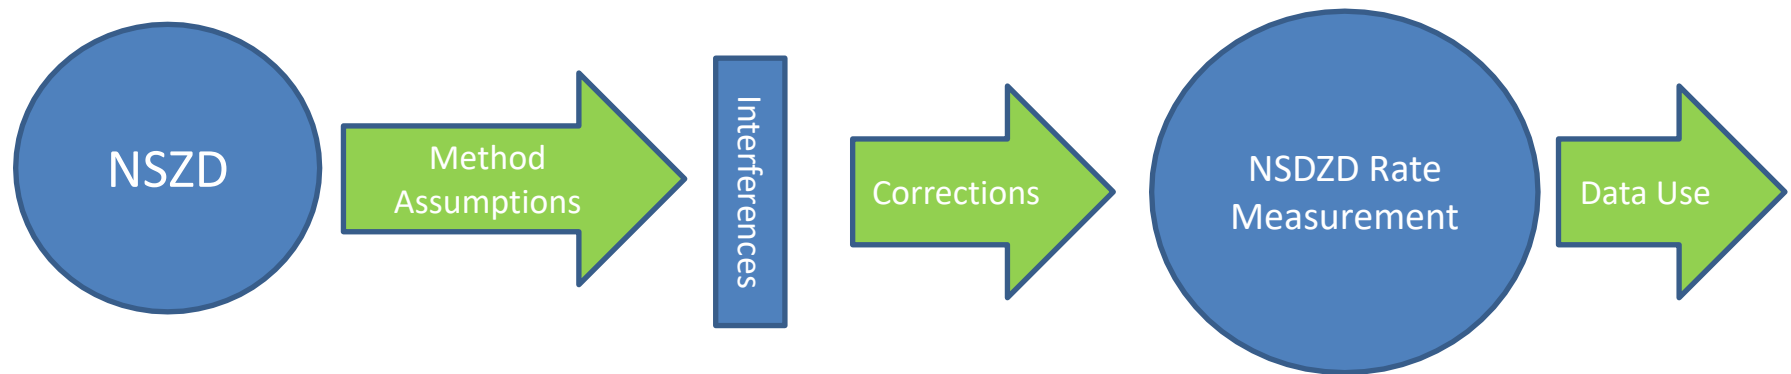 NSZD
Method
Assumptions
Interferences
Corrections
NSDZD Rate
Measurement
Data Use